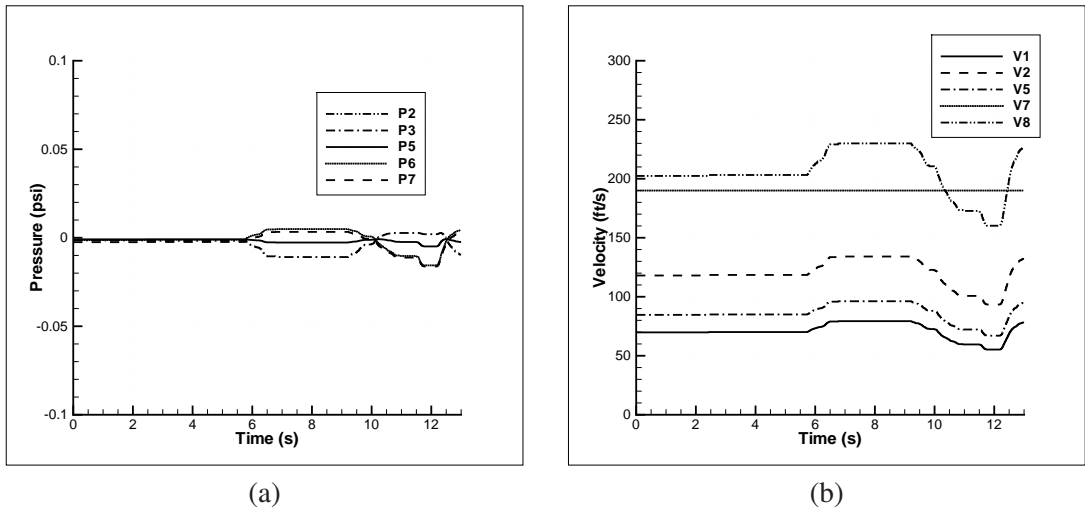 0.1
0.05
0
-0.05
-0.1
Pressure (psi)
P2
P3
P5
P6
P7
0 2 4 6 8 10 12
Time (s)
(a)
300
250
200
150
100
50
0
Velocity (ft/s)
V1
V2
V5
V7
V8
0 2 4 6 8 10 12
Time (s)
(b)